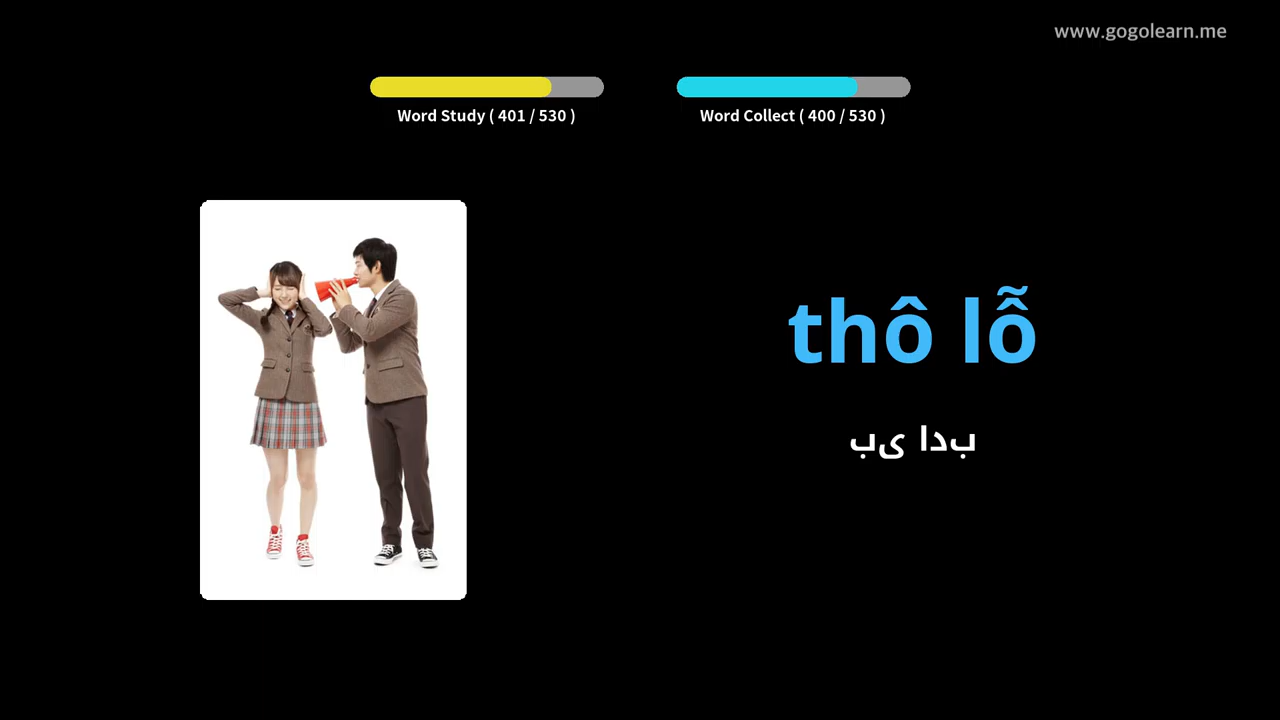 www.gogolearn.me
Word Study ( 401 / 530 )
Word Collect ( 400 / 530 )
thô lỗ
بی ادب